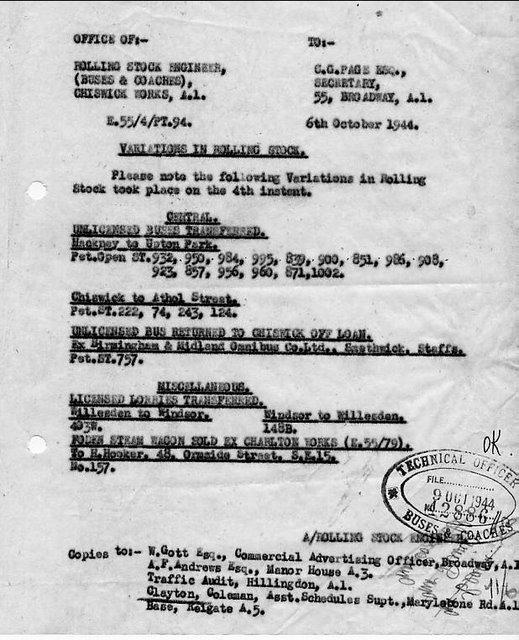 OFFICE OF:-
TO:-
ROLLING STOCK ENGINEER,
(BUSES & COACHES),
CHISWICK WORKS, A.1.
C.G.PAGE ESQ.,
SECRETARY,
55, BROADWAY, A.1.
E.55/4/PT.94.
6th October 1944.
VARIATIONS IN ROLLING STOCK.
Please note the following Variations in Rolling
Stock took place on the 4th instant.
CENTRAL.
UNLICENSED BUSES TRANSFERRED.
Hackney to Upton Park.
Pet.Open ST.932, 950, 984, 995, 839, 900, 851, 986, 908,
923, 857, 956, 960, 871,1002.
Chiswick to Athol Street.
Pet.ST.222, 74, 243, 124.
UNLICENSED BUS RETURNED TO CHISWICK OFF LOAN.
Ex Birmingham & Midland Omnibus Co.Ltd., Smethwick, Staffs.
Pet.ST.757.
MISCELLANEOUS.
LICENSED LORRIES TRANSFERRED.
Willesden to Windsor.
Windsor to Willesden.
493W.
148B.
FODEN STEAM WAGON SOLD EX CHARLTON WORKS (E.55/79).
To H.Hooker, 48, Ormside Street, S.E.15.
No.157.
OK.
TECHNICAL OFFICER
FILE
9 OCT 1944
NO. 12886
BUSES & COACHES
A/ROLLING STOCK ENGINEER
Copies to:- W.Gott Esq., Commercial Advertising Officer,Broadway,A.1
A.F.Andrews Esq., Manor House A.3.
Traffic Audit, Hillingdon, A.1.
Clayton, Coleman, Asst.Schedules Supt.,Marylebone Rd.A.1
Base, Reigate A.5.